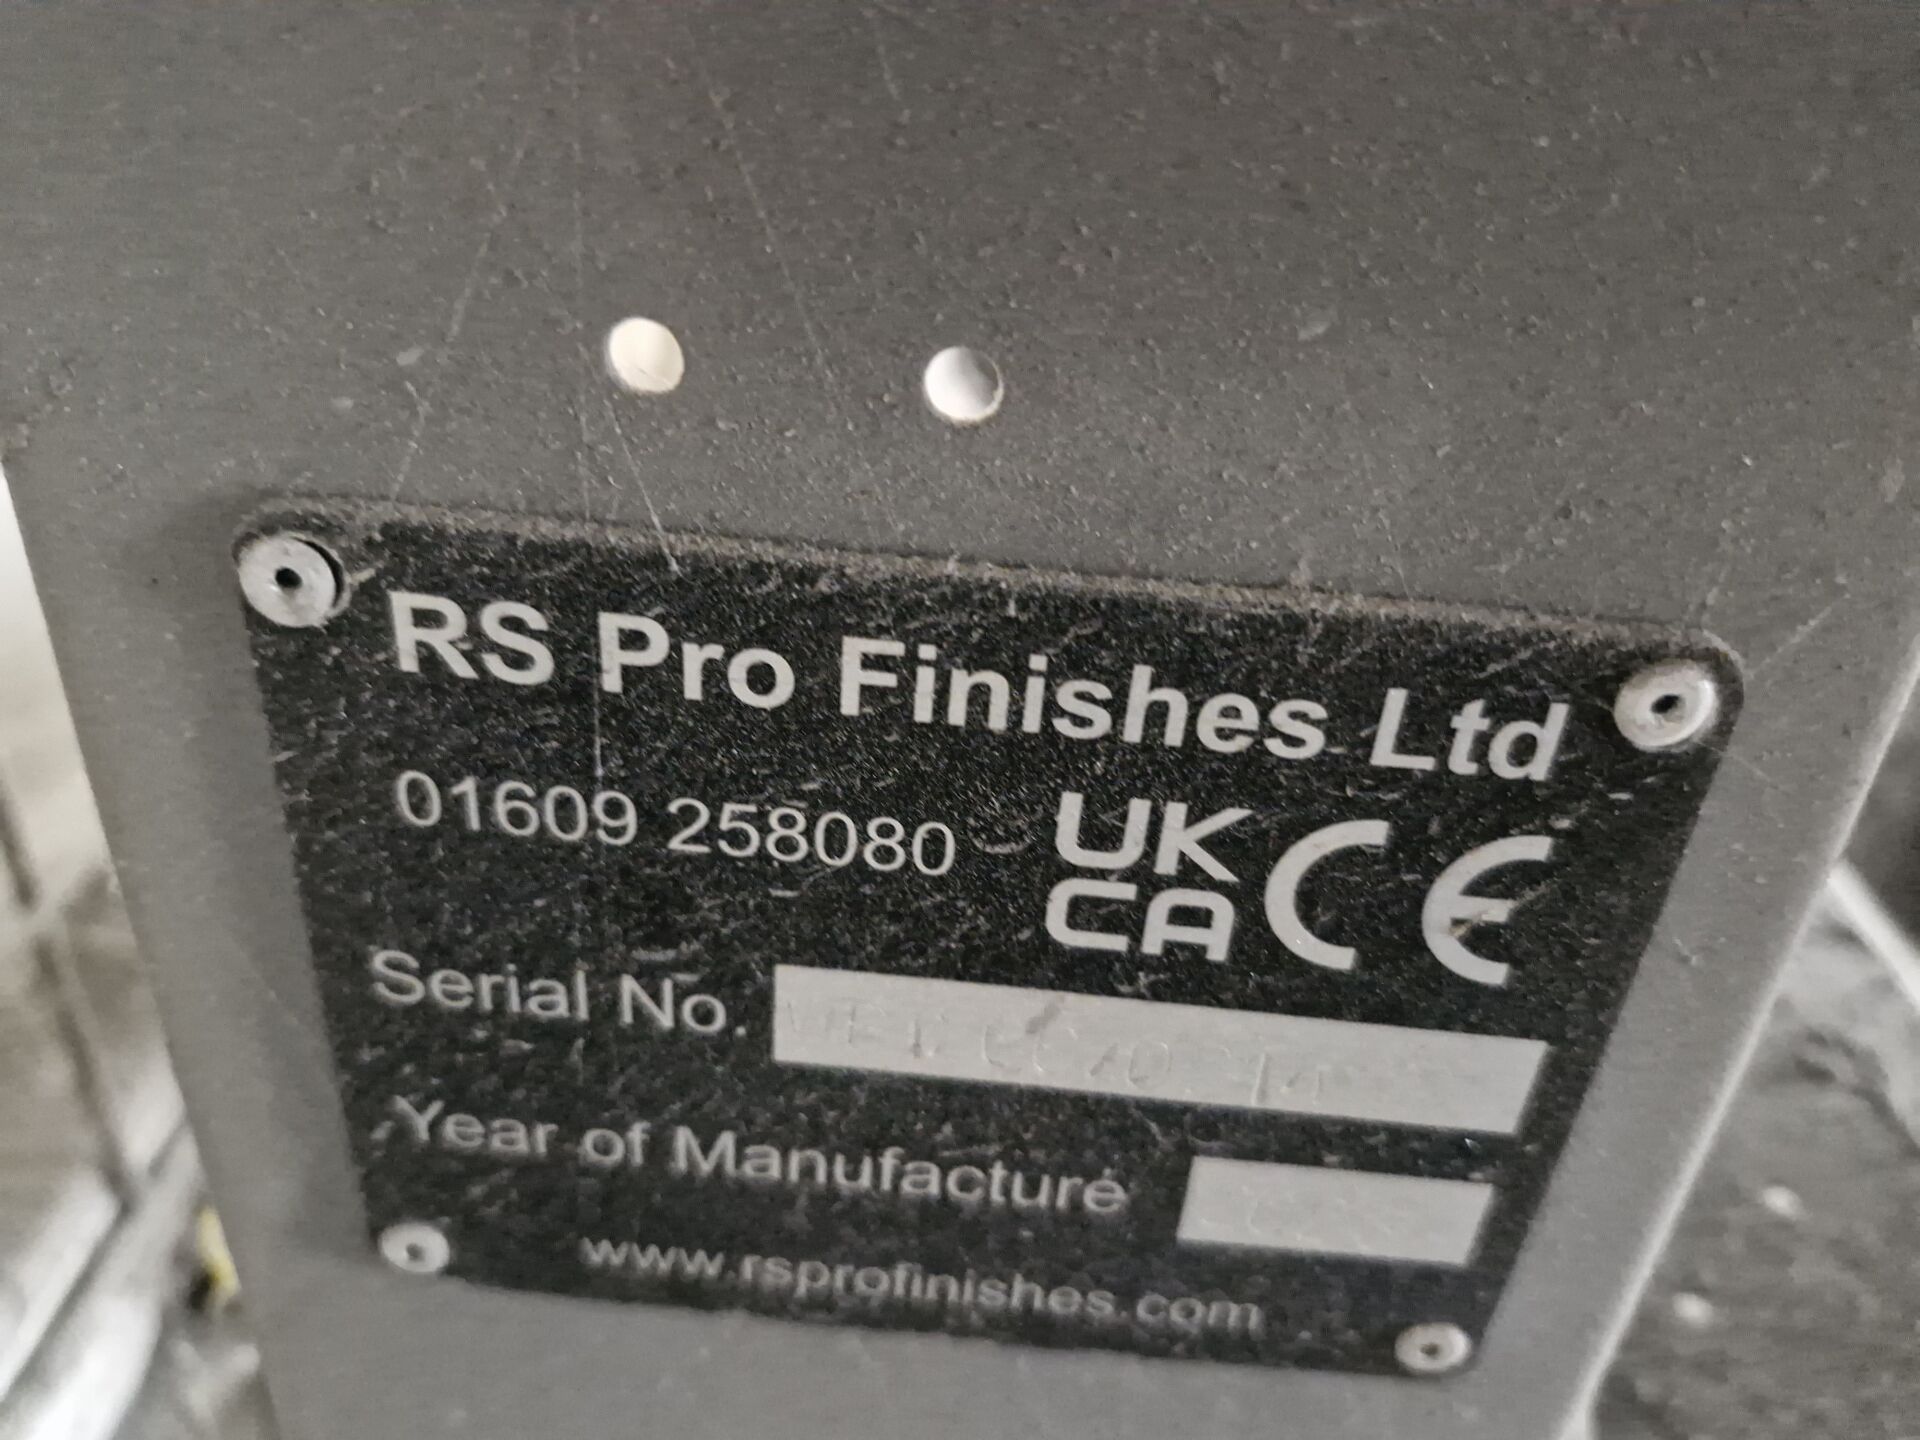 RS Pro Finishes Ltd
01609 258080 UK CA CE
Serial No.
Year of Manufacture
www.rsprofinishes.com